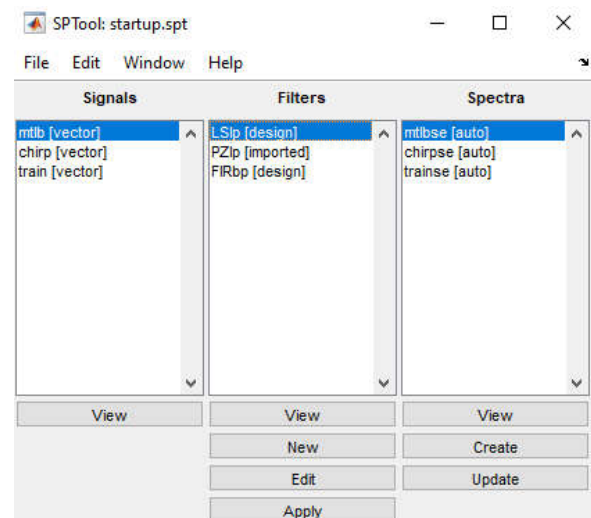 SPTool: startup.spt
File Edit Window Help
Signals Filters Spectra
mtlb [vector] LSlp [design] mtlbse [auto]
chirp [vector] PZlp [imported] chirpse [auto]
train [vector] FIRbp [design] trainse [auto]
View View View
New Create
Edit Update
Apply